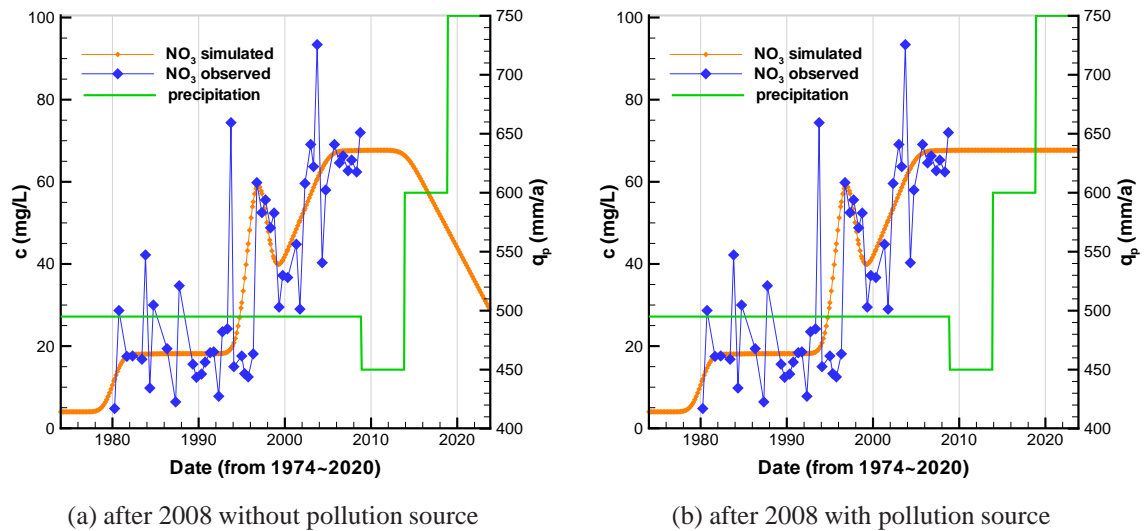 100
80
60
40
20
0
c (mg/L)
NO3 simulated
NO3 observed
precipitation
750
700
650
600
550
500
450
400
qp (mm/a)
1980 1990 2000 2010 2020
Date (from 1974~2020)
(a) after 2008 without pollution source
100
80
60
40
20
0
c (mg/L)
NO3 simulated
NO3 observed
precipitation
750
700
650
600
550
500
450
400
qp (mm/a)
1980 1990 2000 2010 2020
Date (from 1974~2020)
(b) after 2008 with pollution source